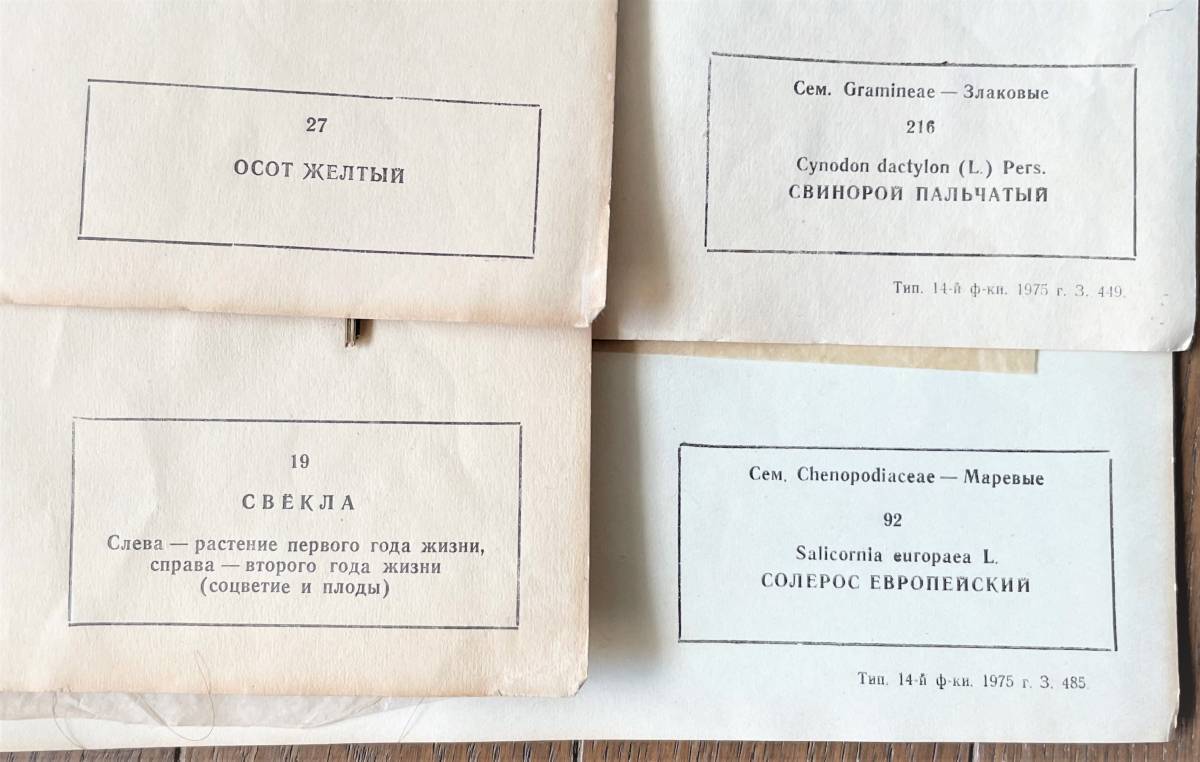 27
ОСОТ ЖЕЛТЫЙ
Сем. Gramineae — Злаковые
216
Cynodon dactylon (L.) Pers.
СВИНОРОЙ ПАЛЬЧАТЫЙ
Тип. 14-й ф-ки. 1975 г. З. 449.
19
СВЁКЛА
Слева — растение первого года жизни,
справа — второго года жизни
(соцветие и плоды)
Сем. Chenopodiaceae — Маревые
92
Salicornia europaea L.
СОЛЕРОС ЕВРОПЕЙСКИЙ
Тип. 14-й ф-ки. 1975 г. З. 485.